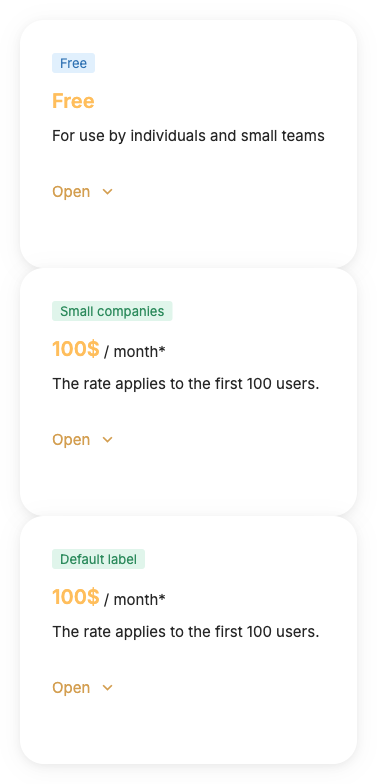 Free
Free
For use by individuals and small teams
Open
Small companies
100$ / month*
The rate applies to the first 100 users.
Open
Default label
100$ / month*
The rate applies to the first 100 users.
Open